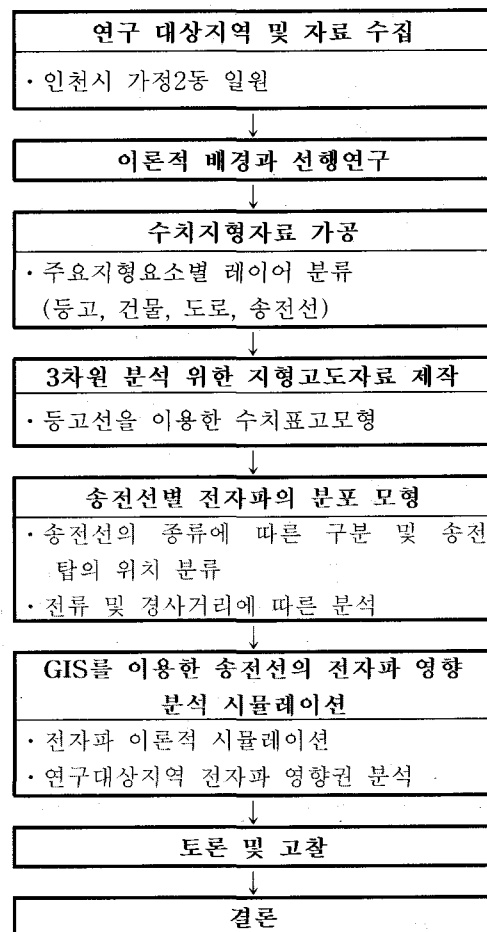 연구 대상지역 및 자료 수집
· 인천시 가정2동 일원
↓
이론적 배경과 선행연구
↓
수치지형자료 가공
· 주요지형요소별 레이어 분류
(등고, 건물, 도로, 송전선)
↓
3차원 분석 위한 지형고도자료 제작
· 등고선을 이용한 수치표고모형
↓
송전선별 전자파의 분포 모형
· 송전선의 종류에 따른 구분 및 송전
탑의 위치 분류
· 전류 및 경사거리에 따른 분석
↓
GIS를 이용한 송전선의 전자파 영향
분석 시뮬레이션
· 전자파 이론적 시뮬레이션
· 연구대상지역 전자파 영향권 분석
↓
토론 및 고찰
↓
결론